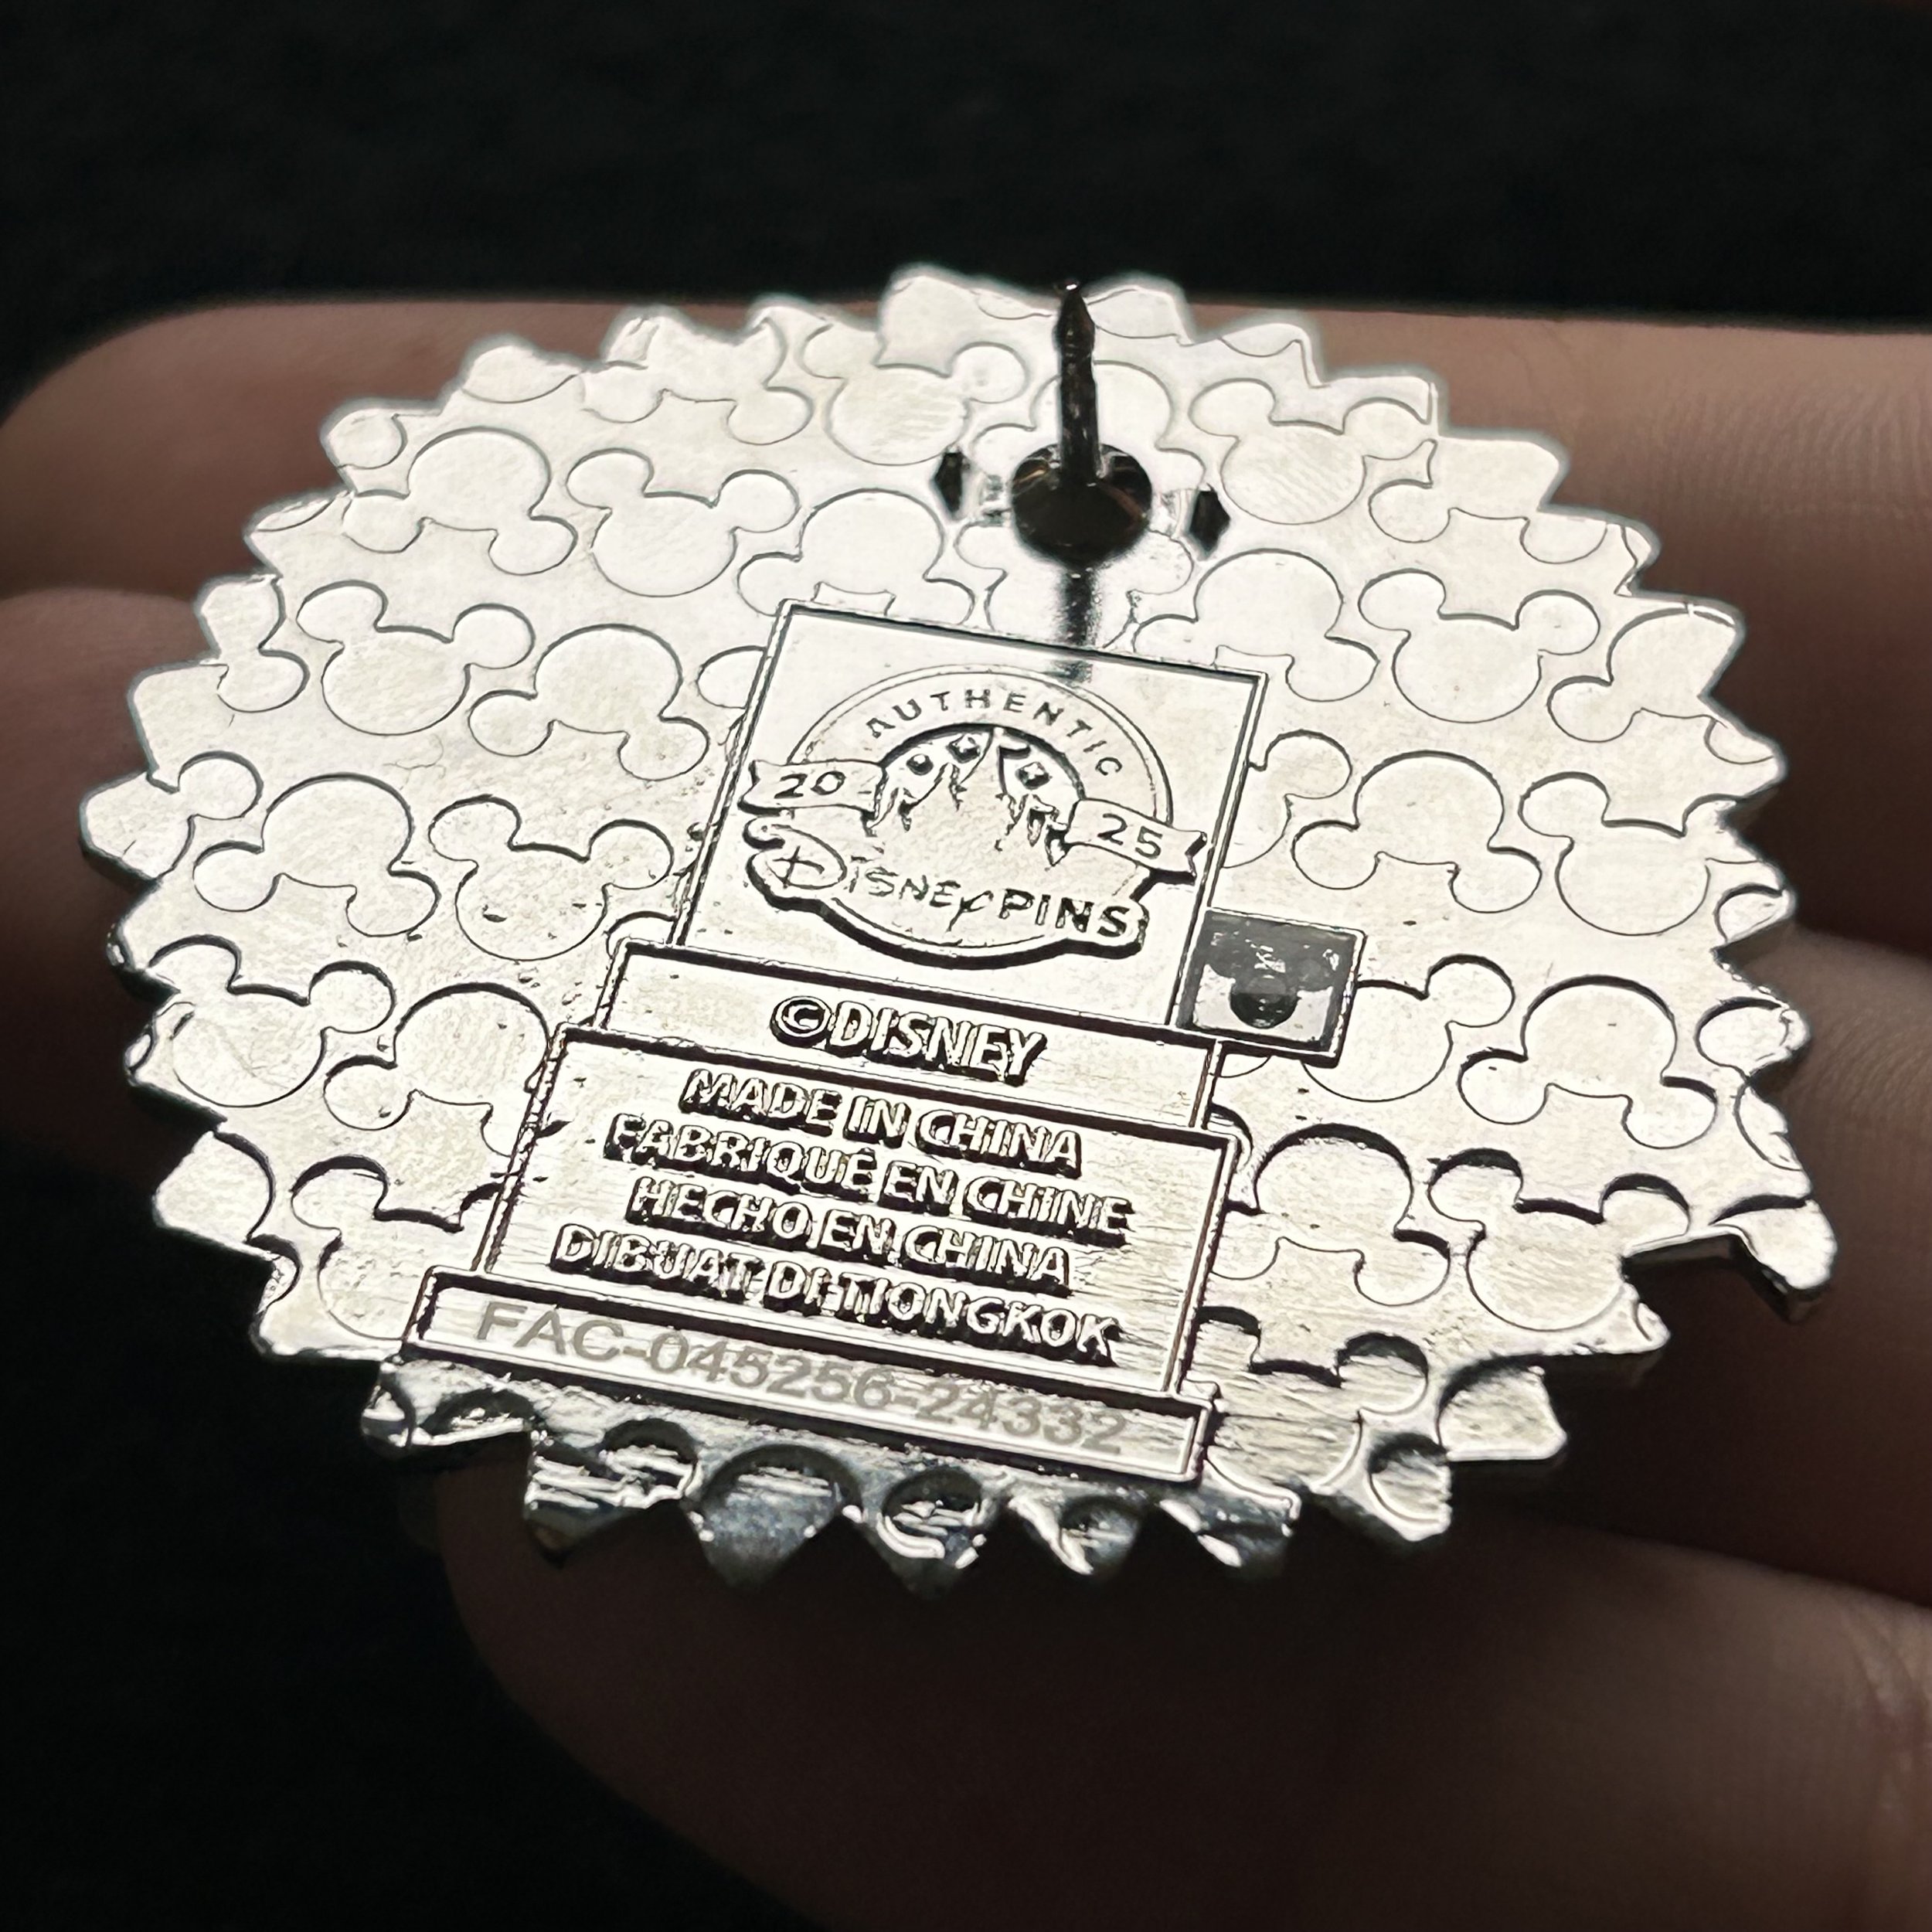 AUTHENTIC
20 25
DISNEY PINS
©DISNEY
MADE IN CHINA
FABRIQUÉ EN CHINE
HECHO EN CHINA
DIBUAT DI TIONGKOK
FAC-045256-24332